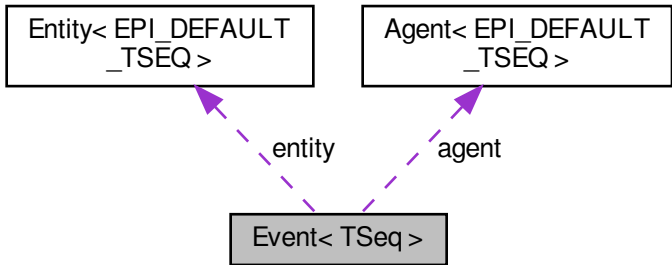 Entity< EPI_DEFAULT
_TSEQ >
Agent< EPI_DEFAULT
_TSEQ >
entity
agent
Event< TSeq >